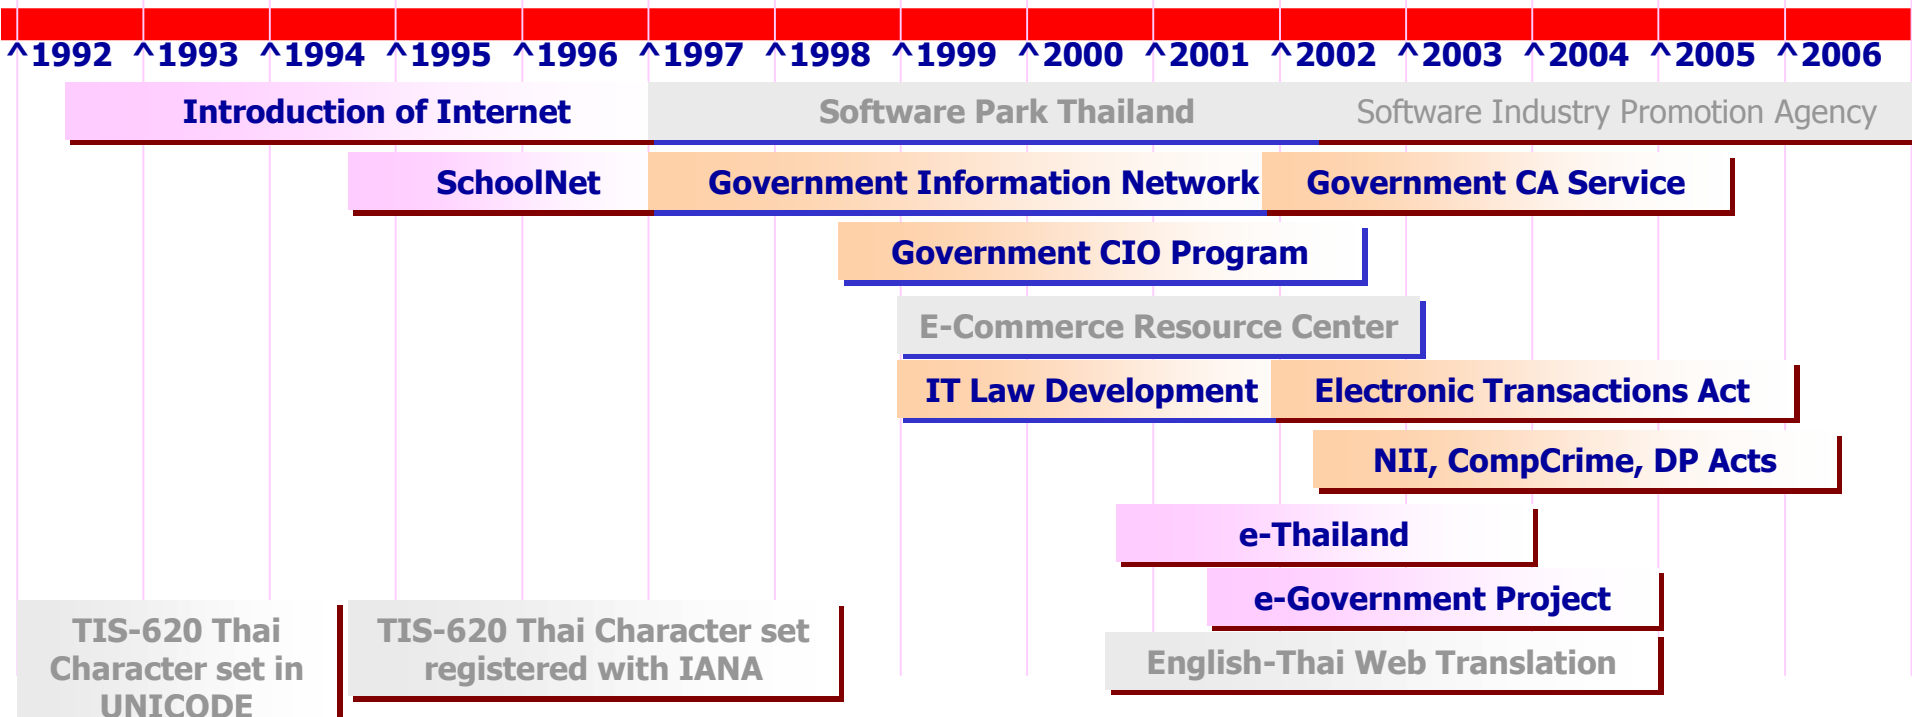 ^1992 ^1993 ^1994 ^1995 ^1996 ^1997 ^1998 ^1999 ^2000 ^2001 ^2002 ^2003 ^2004 ^2005 ^2006
Introduction of Internet Software Park Thailand Software Industry Promotion Agency
SchoolNet Government Information Network Government CA Service
Government CIO Program
E-Commerce Resource Center
IT Law Development Electronic Transactions Act
NII, CompCrime, DP Acts
e-Thailand
e-Government Project
TIS-620 Thai
Character set in
UNICODE
TIS-620 Thai Character set
registered with IANA
English-Thai Web Translation